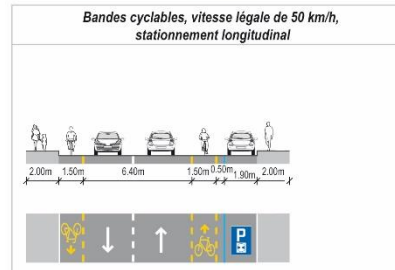 Bandes cyclables, vitesse légale de 50 km/h,
stationnement longitudinal
2.00m 1.50m 6.40m 1.50m 0.50m 1.90m 2.00m
P